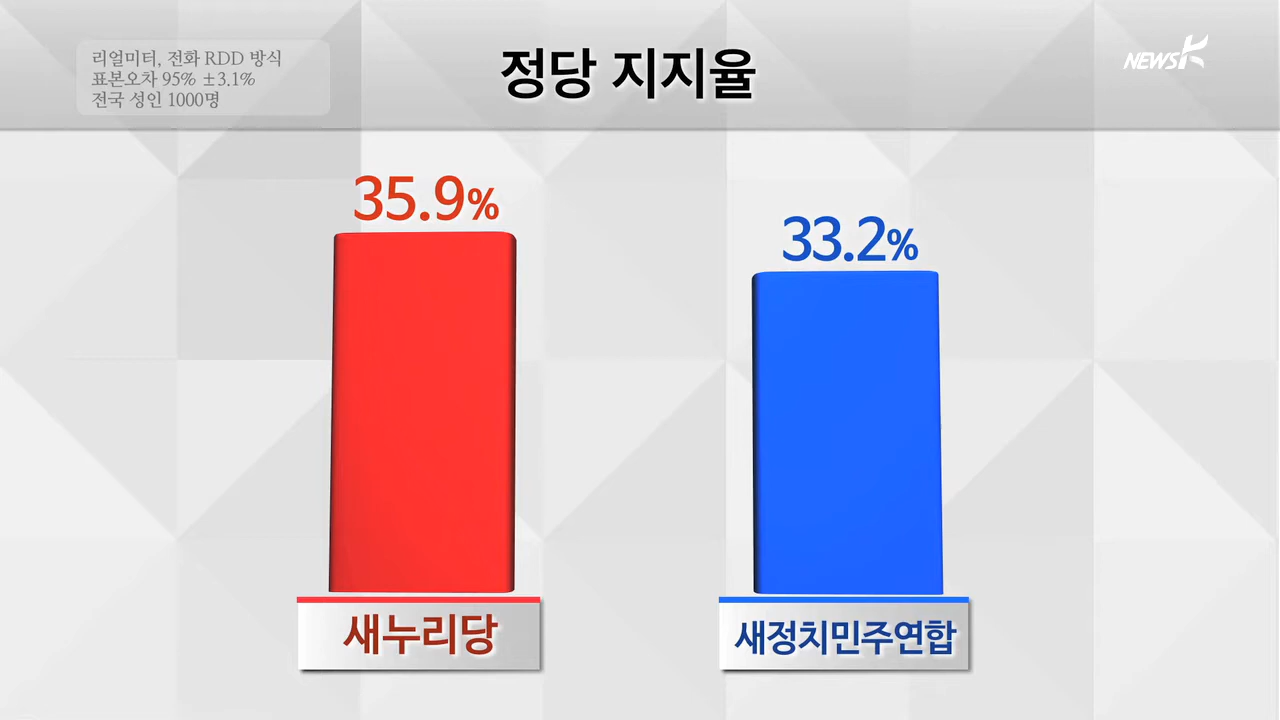 리얼미터, 전화 RDD 방식
표본오차 95% ±3.1%
전국 성인 1000명
정당 지지율
NEWSK
35.9%
33.2%
새누리당
새정치민주연합